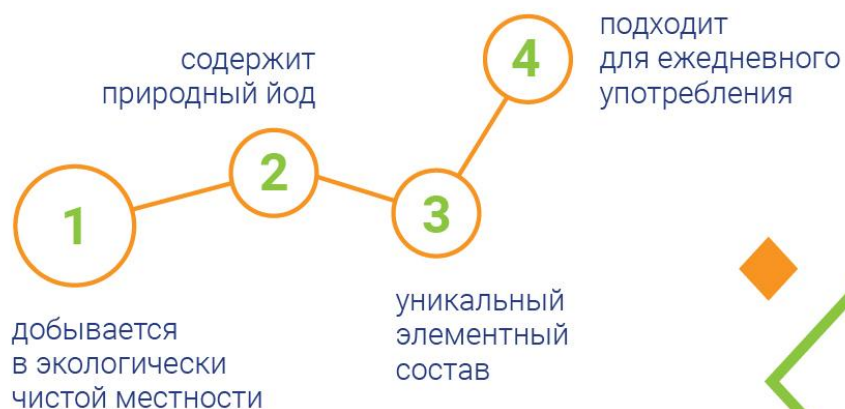 1
добывается
в экологически
чистой местности
2
содержит
природный йод
3
уникальный
элементный
состав
4
подходит
для ежедневного
употребления